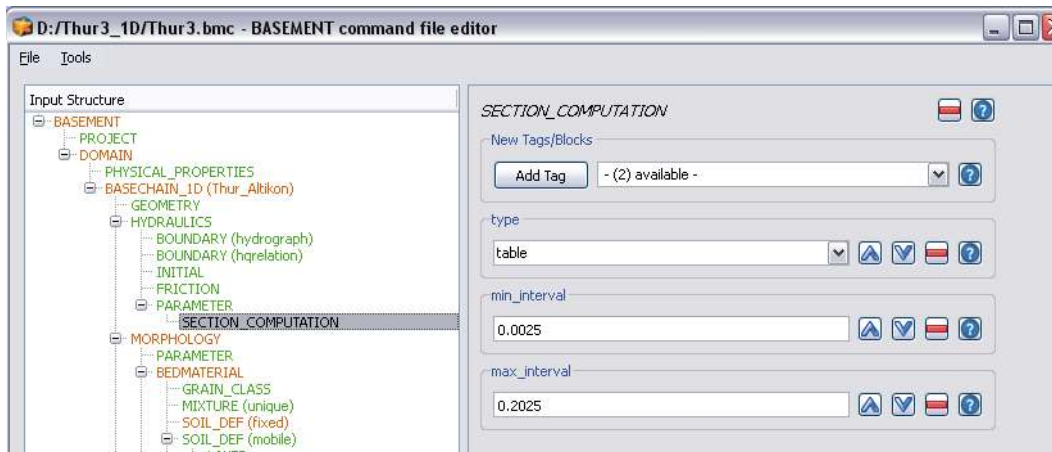 D:/Thur3_1D/Thur3.bmc - BASEMENT command file editor
File Tools
Input Structure
BASEMENT
PROJECT
DOMAIN
PHYSICAL_PROPERTIES
BASECHAIN_1D (Thur_Altikon)
GEOMETRY
HYDRAULICS
BOUNDARY (hydrograph)
BOUNDARY (hqrelation)
INITIAL
FRICTION
PARAMETER
SECTION_COMPUTATION
MORPHOLOGY
PARAMETER
BEDMATERIAL
GRAIN_CLASS
MIXTURE (unique)
SOIL_DEF (fixed)
SOIL_DEF (mobile)
SECTION_COMPUTATION
New Tags/Blocks
Add Tag
- (2) available -
type
table
min_interval
0.0025
max_interval
0.2025